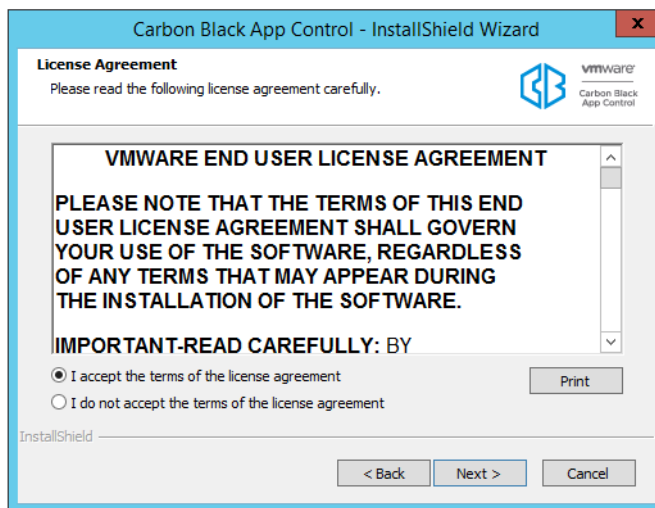 Carbon Black App Control - InstallShield Wizard
x
License Agreement
Please read the following license agreement carefully.
vmware
Carbon Black
App Control
VMWARE END USER LICENSE AGREEMENT
PLEASE NOTE THAT THE TERMS OF THIS END
USER LICENSE AGREEMENT SHALL GOVERN
YOUR USE OF THE SOFTWARE, REGARDLESS
OF ANY TERMS THAT MAY APPEAR DURING
THE INSTALLATION OF THE SOFTWARE.
IMPORTANT-READ CAREFULLY: BY
I accept the terms of the license agreement
Print
I do not accept the terms of the license agreement
InstallShield
< Back
Next >
Cancel